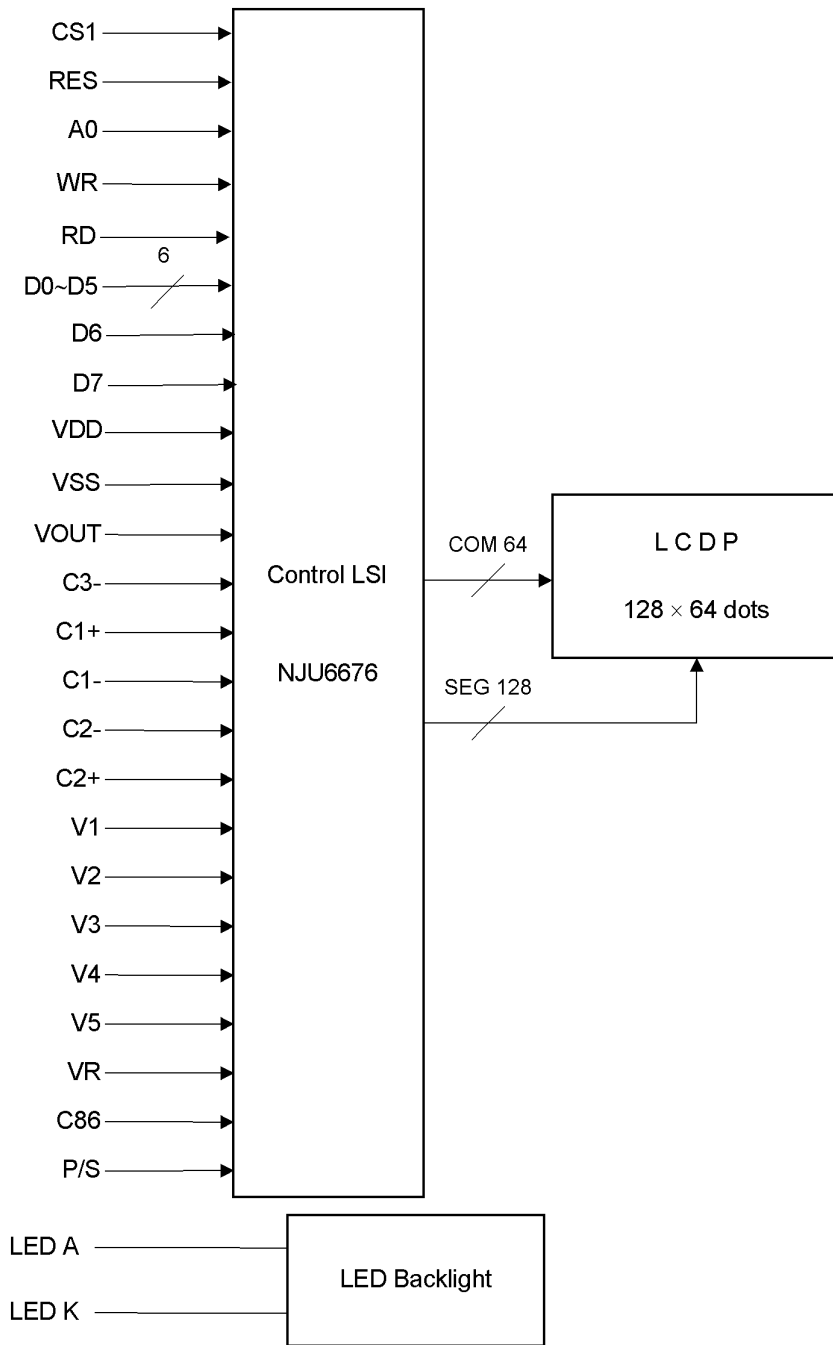 CS1
RES
A0
WR
RD
6
D0~D5
D6
D7
VDD
VSS
VOUT
C3-
C1+
C1-
C2-
C2+
V1
V2
V3
V4
V5
VR
C86
P/S
Control LSI
NJU6676
COM 64
SEG 128
L C D P
128 × 64 dots
LED A
LED K
LED Backlight